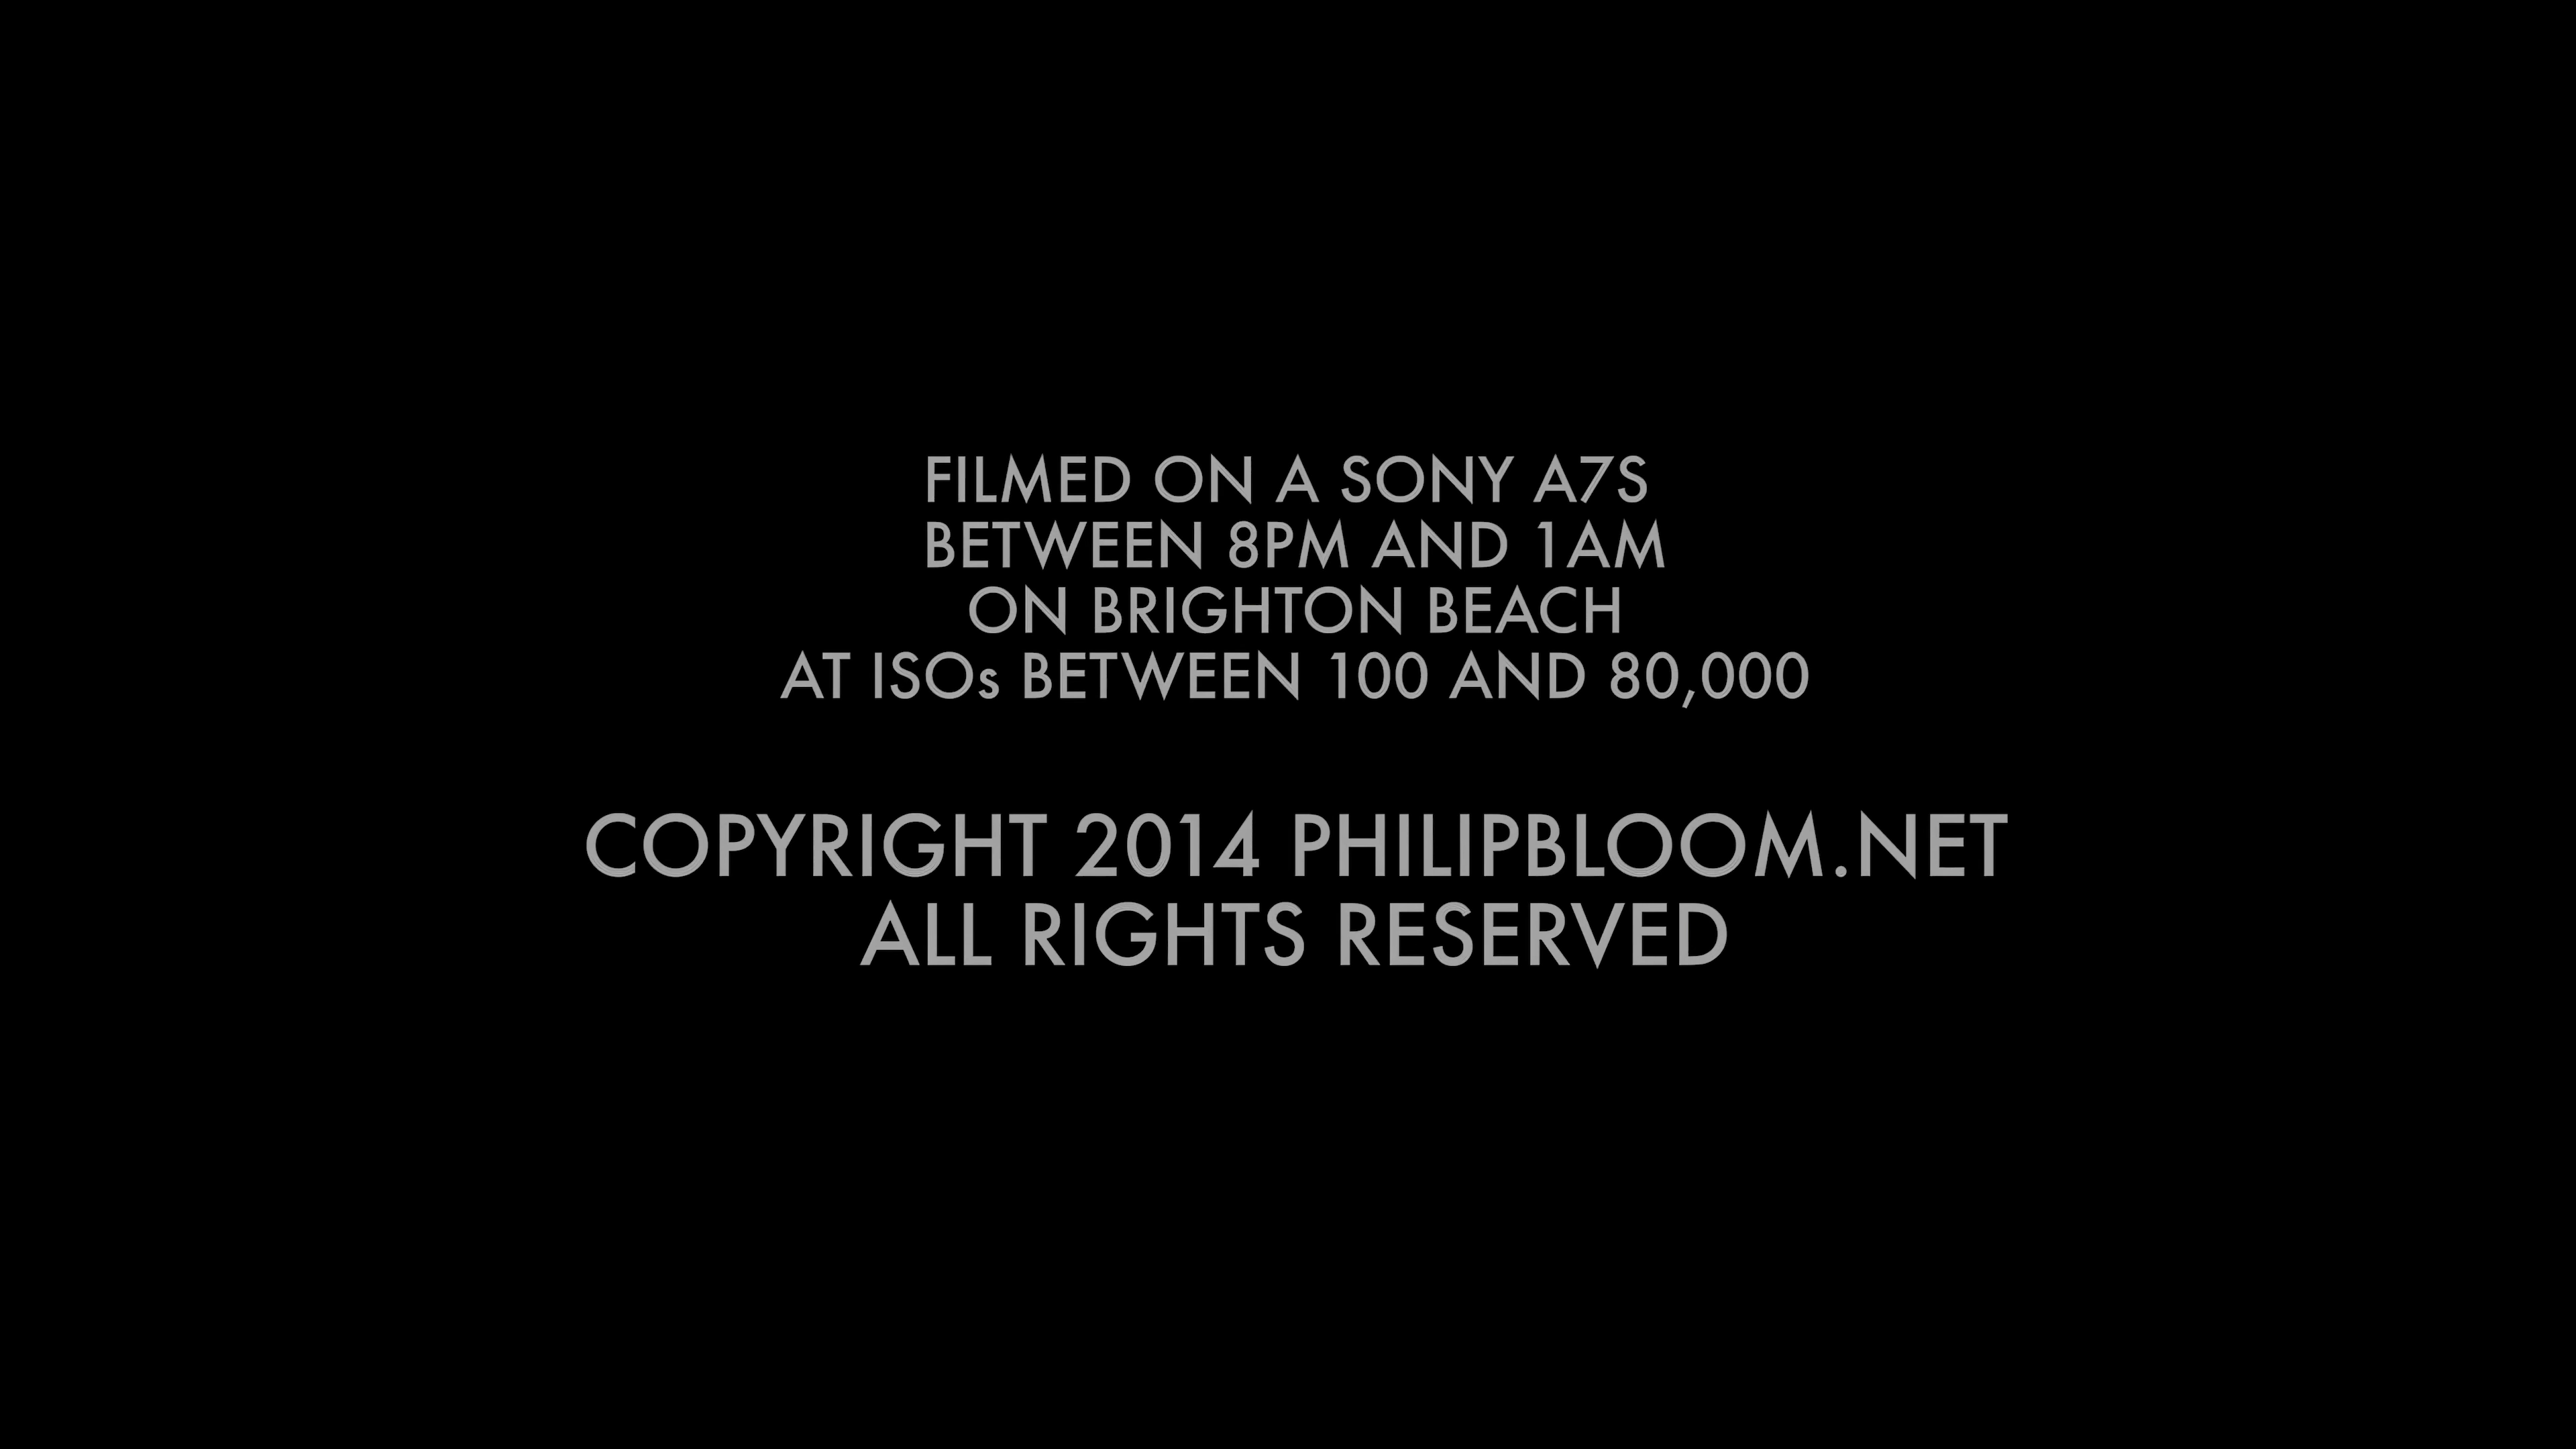 FILMED ON A SONY A7S
BETWEEN 8PM AND 1AM
ON BRIGHTON BEACH
AT ISOs BETWEEN 100 AND 80,000
COPYRIGHT 2014 PHILIPBLOOM.NET
ALL RIGHTS RESERVED